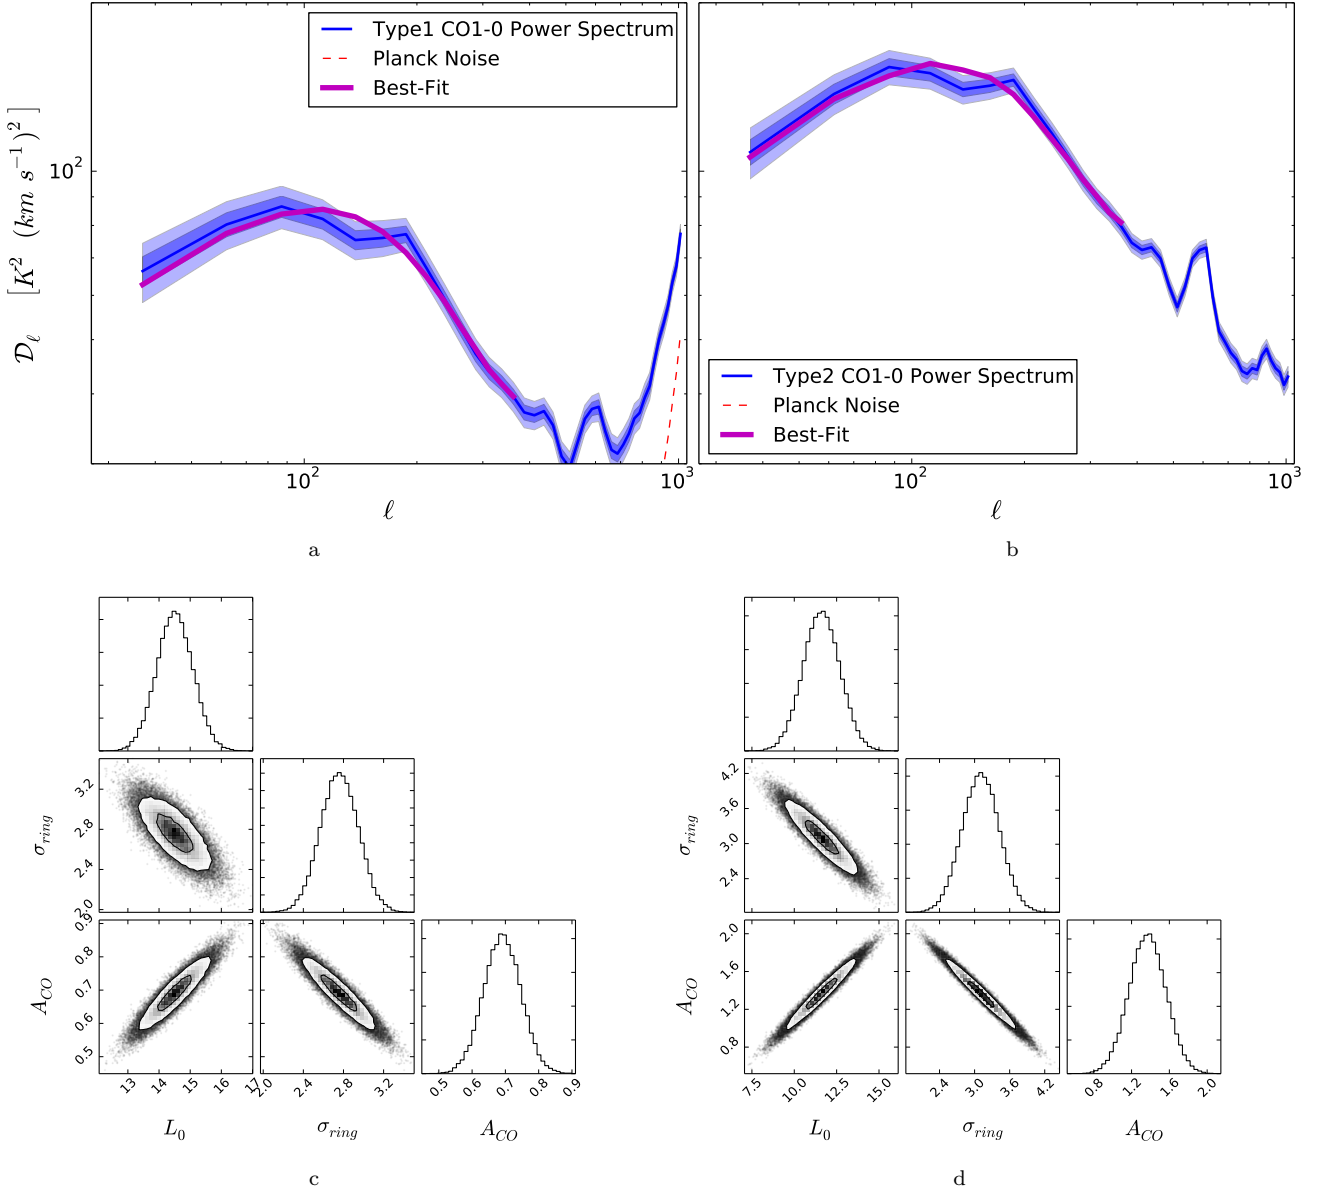 Type1 CO1-0 Power Spectrum
Planck Noise
Best-Fit
𝒟ℓ [K² (km s⁻¹)²]
10²
10² 10³
ℓ
a
Type2 CO1-0 Power Spectrum
Planck Noise
Best-Fit
10² 10³
ℓ
b
σring
3.2
2.8
2.4
2.0
ACO
0.9
0.8
0.7
0.6
0.5
13 14 15 16 17
2.0 2.4 2.8 3.2
0.5 0.6 0.7 0.8 0.9
L0 σring ACO
c
σring
4.2
3.6
3.0
2.4
ACO
2.0
1.6
1.2
0.8
7.5 10.0 12.5 15.0
2.4 3.0 3.6 4.2
0.8 1.2 1.6 2.0
L0 σring ACO
d